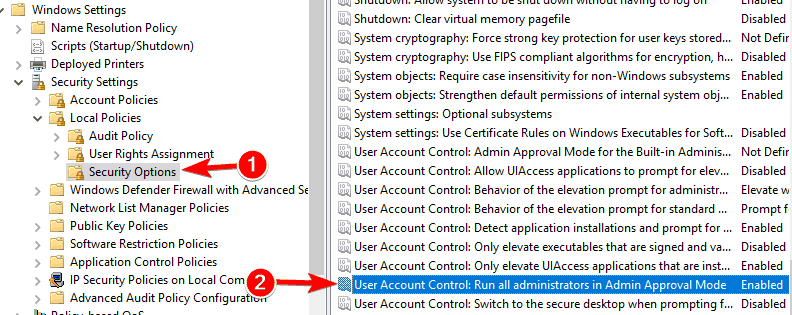 Windows Settings
Name Resolution Policy
Scripts (Startup/Shutdown)
Deployed Printers
Security Settings
Account Policies
Local Policies
Audit Policy
User Rights Assignment
Security Options
1
Windows Defender Firewall with Advanced Se
Network List Manager Policies
Public Key Policies
Software Restriction Policies
Application Control Policies
IP Security Policies on Local Com
2
Advanced Audit Policy Configuration
Policy-based QoS
Shutdown: Allow system to be shut down without having to log on Enabled
Shutdown: Clear virtual memory pagefile Disabled
System cryptography: Force strong key protection for user keys stored... Not Defin
System cryptography: Use FIPS compliant algorithms for encryption, h... Disabled
System objects: Require case insensitivity for non-Windows subsystems Enabled
System objects: Strengthen default permissions of internal system obj... Enabled
System settings: Optional subsystems
System settings: Use Certificate Rules on Windows Executables for Soft... Disabled
User Account Control: Admin Approval Mode for the Built-in Adminis... Not Defin
User Account Control: Allow UIAccess applications to prompt for elev... Disabled
User Account Control: Behavior of the elevation prompt for administr... Elevate w
User Account Control: Behavior of the elevation prompt for standard ... Prompt f
User Account Control: Detect application installations and prompt for ... Enabled
User Account Control: Only elevate executables that are signed and va... Disabled
User Account Control: Only elevate UIAccess applications that are inst... Enabled
User Account Control: Run all administrators in Admin Approval Mode Enabled
User Account Control: Switch to the secure desktop when prompting f... Disabled